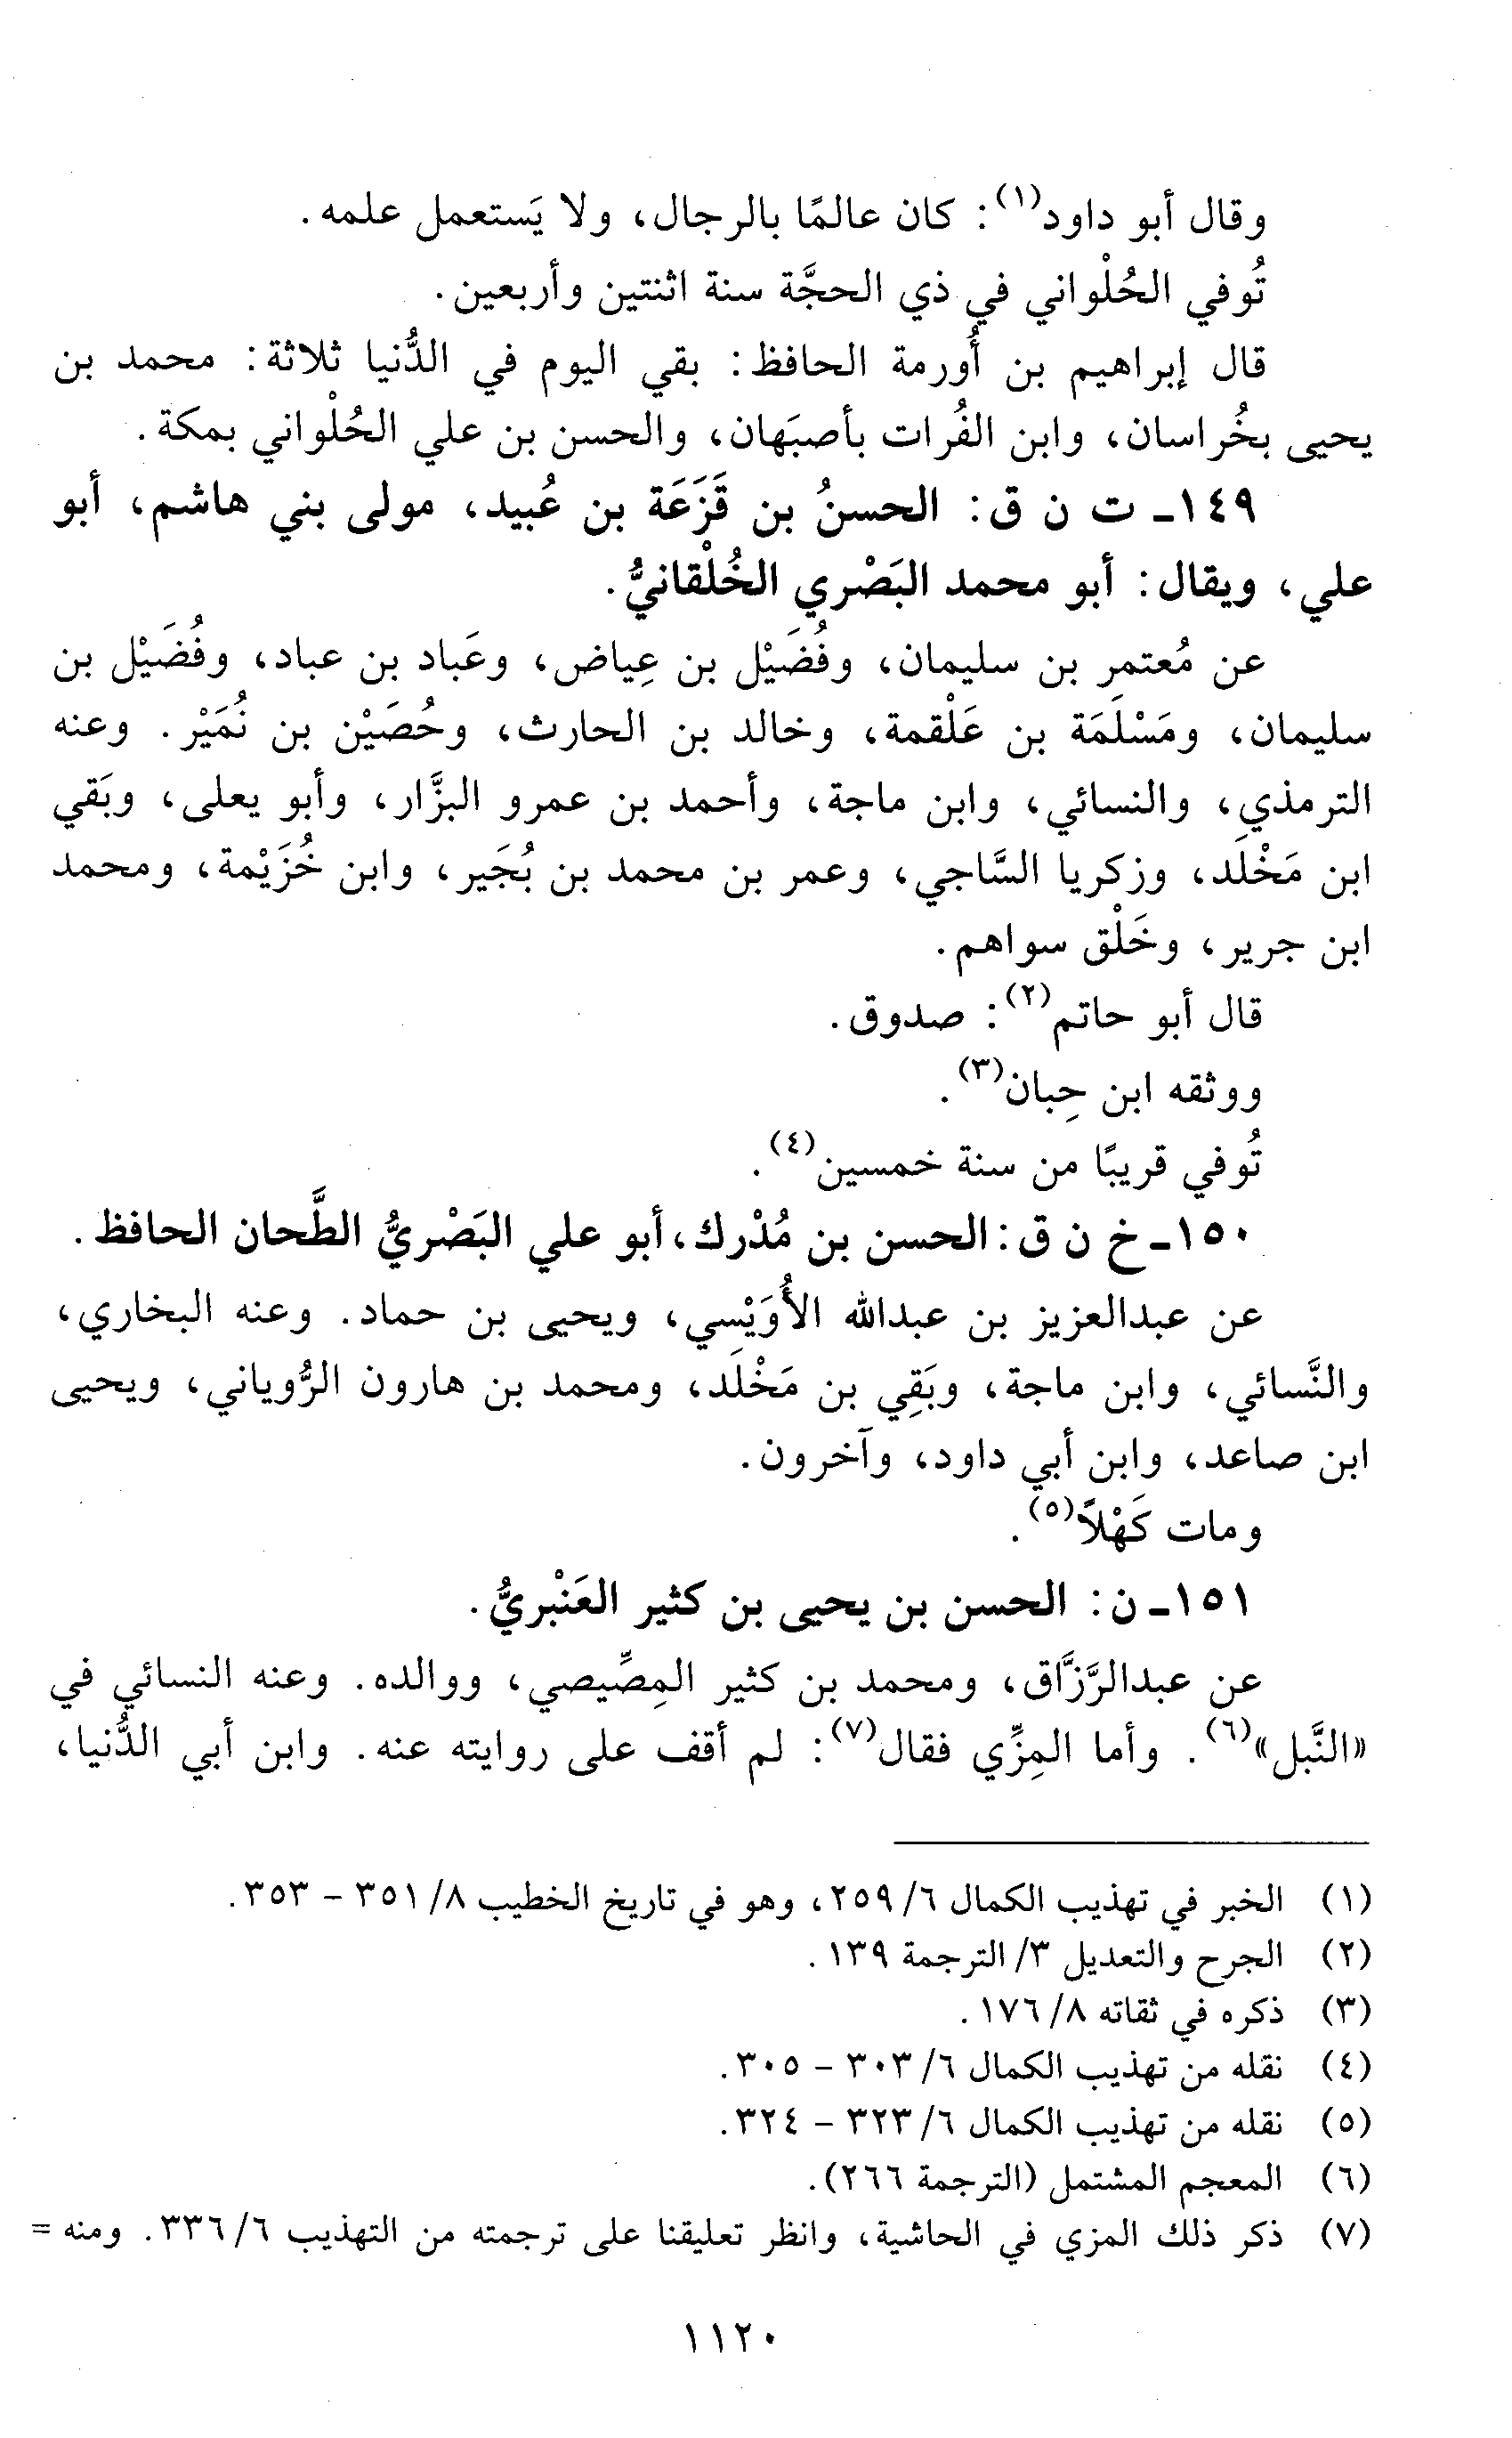 وقال أبو داود(١): كان عالمًا بالرجال، ولا يَستعمل علمه.
تُوفي الحُلْواني في ذي الحجَّة سنة اثنتين وأربعين.
قال إبراهيم بن أُورمة الحافظ: بقي اليوم في الدُّنيا ثلاثة: محمد بن
يحيى بخُراسان، وابن الفُرات بأصبَهان، والحسن بن علي الحُلْواني بمكة.
١٤٩ـ ت ن ق: الحسنُ بن قَزَعَة بن عُبيد، مولى بني هاشم، أبو
علي، ويقال: أبو محمد البَصْري الخُلْقانيُّ.
عن مُعتمرِ بن سليمان، وفُضَيْل بن عِياض، وعَباد بن عباد، وفُضَيْل بن
سليمان، ومَسْلَمَة بن عَلْقمة، وخالد بن الحارث، وحُصَيْن بن نُمَيْر. وعنه
الترمذي، والنسائي، وابن ماجة، وأحمد بن عمرو البزَّار، وأبو يعلى، وبَقي
ابن مَخْلَد، وزكريا السَّاجي، وعمر بن محمد بن بُجَير، وابن خُزَيْمة، ومحمد
ابن جرير، وخَلْق سواهم.
قال أبو حاتم(٢): صدوق.
ووثقه ابن حِبان(٣).
تُوفي قريبًا من سنة خمسين(٤).
١٥٠ـ خ ن ق: الحسن بن مُدْرك، أبو علي البَصْريُّ الطَّحان الحافظ.
عن عبدالعزيز بن عبدالله الأُوَيْسي، ويحيى بن حماد. وعنه البخاري،
والنَّسائي، وابن ماجة، وبَقِي بن مَخْلَد، ومحمد بن هارون الرُّوياني، ويحيى
ابن صاعد، وابن أبي داود، وآخرون.
ومات كَهْلاً(٥).
١٥١ـ ن: الحسن بن يحيى بن كثير العَنْبريُّ.
عن عبدالرَّزَّاق، ومحمد بن كثير المِصِّيصي، ووالده. وعنه النسائي في
«النَّبل»(٦). وأما المِزِّي فقال(٧): لم أقف على روايته عنه. وابن أبي الدُّنيا،
(١) الخبر في تهذيب الكمال ٦/ ٢٥٩، وهو في تاريخ الخطيب ٨/ ٣٥١ - ٣٥٣.
(٢) الجرح والتعديل ٣/ الترجمة ١٣٩.
(٣) ذكره في ثقاته ٨/ ١٧٦.
(٤) نقله من تهذيب الكمال ٦/ ٣٠٣ - ٣٠٥.
(٥) نقله من تهذيب الكمال ٦/ ٣٢٣ - ٣٢٤.
(٦) المعجم المشتمل (الترجمة ٢٦٦).
(٧) ذكر ذلك المزي في الحاشية، وانظر تعليقنا على ترجمته من التهذيب ٦/ ٣٣٦. ومنه =
١١٢٠